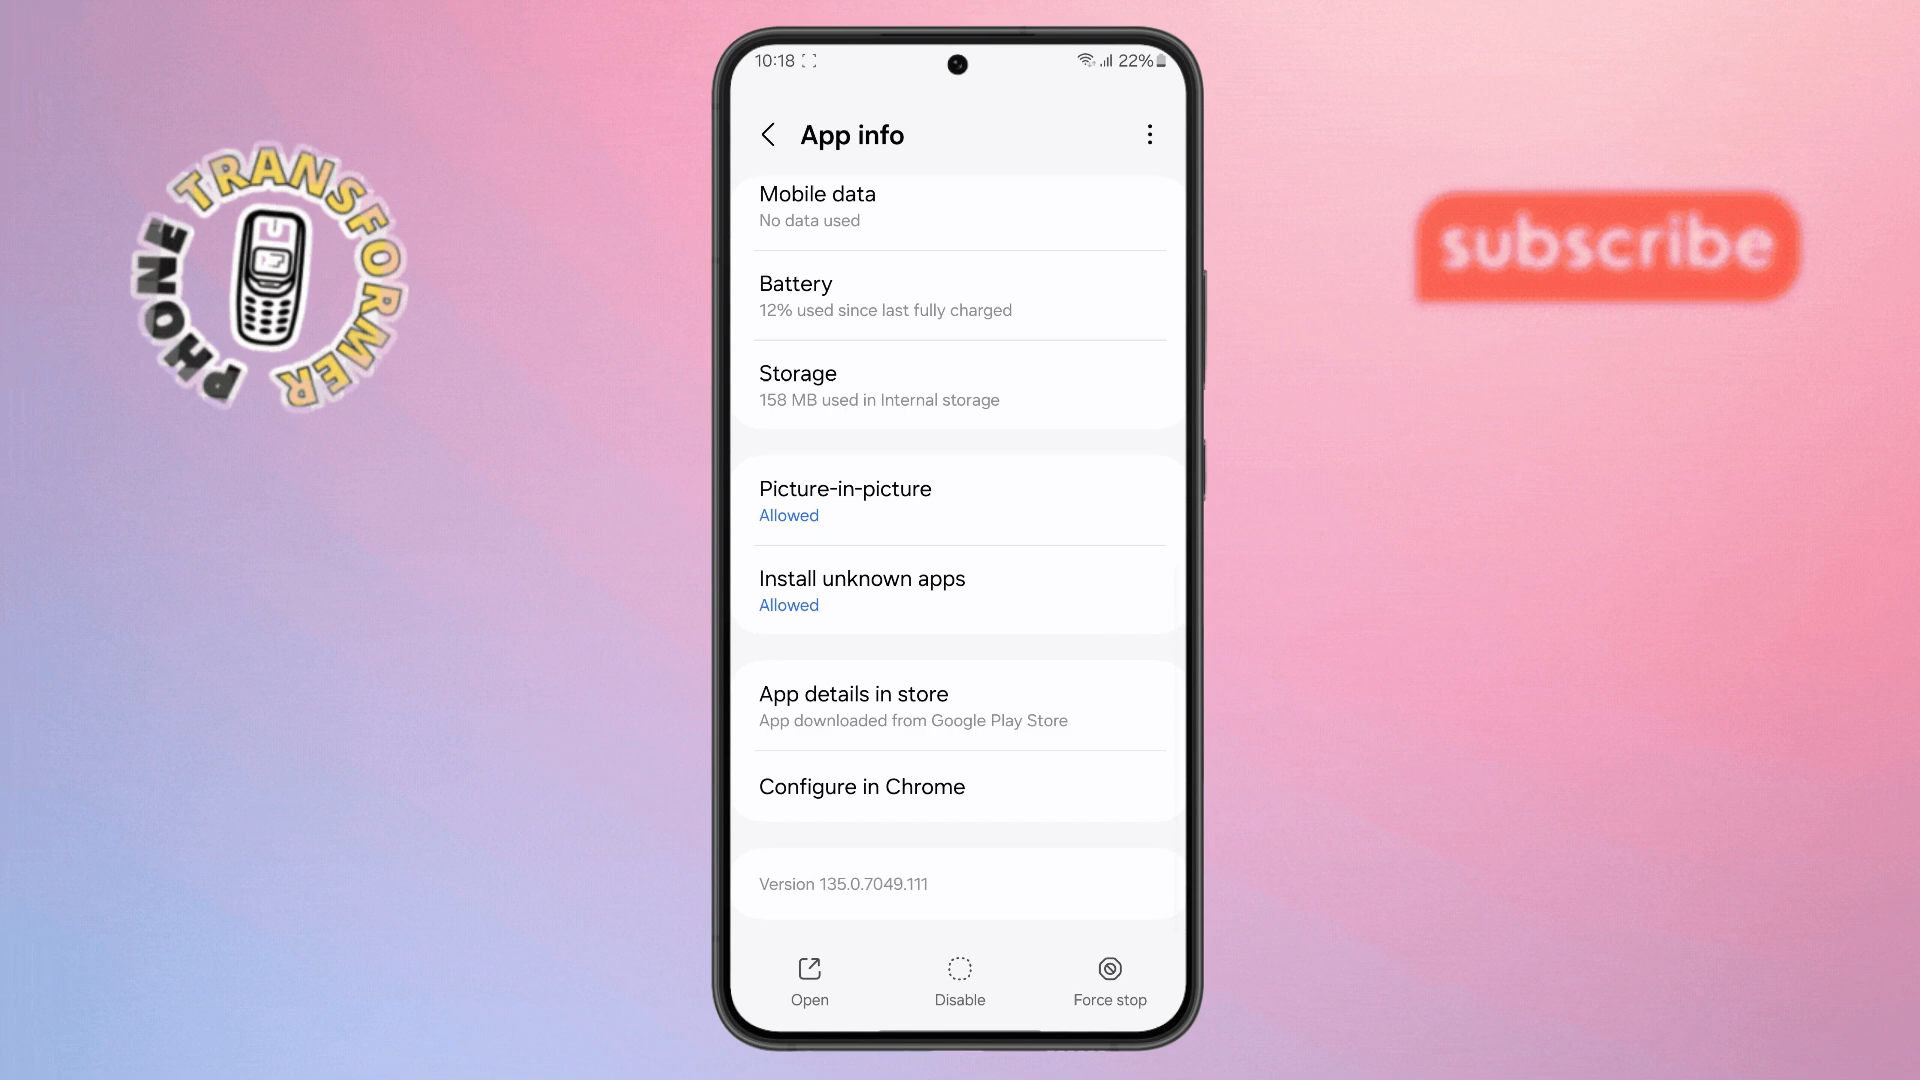 PHONE TRANSFORMER
subscribe
10:18
22%
App info
Mobile data
No data used
Battery
12% used since last fully charged
Storage
158 MB used in Internal storage
Picture-in-picture
Allowed
Install unknown apps
Allowed
App details in store
App downloaded from Google Play Store
Configure in Chrome
Version 135.0.7049.111
Open
Disable
Force stop